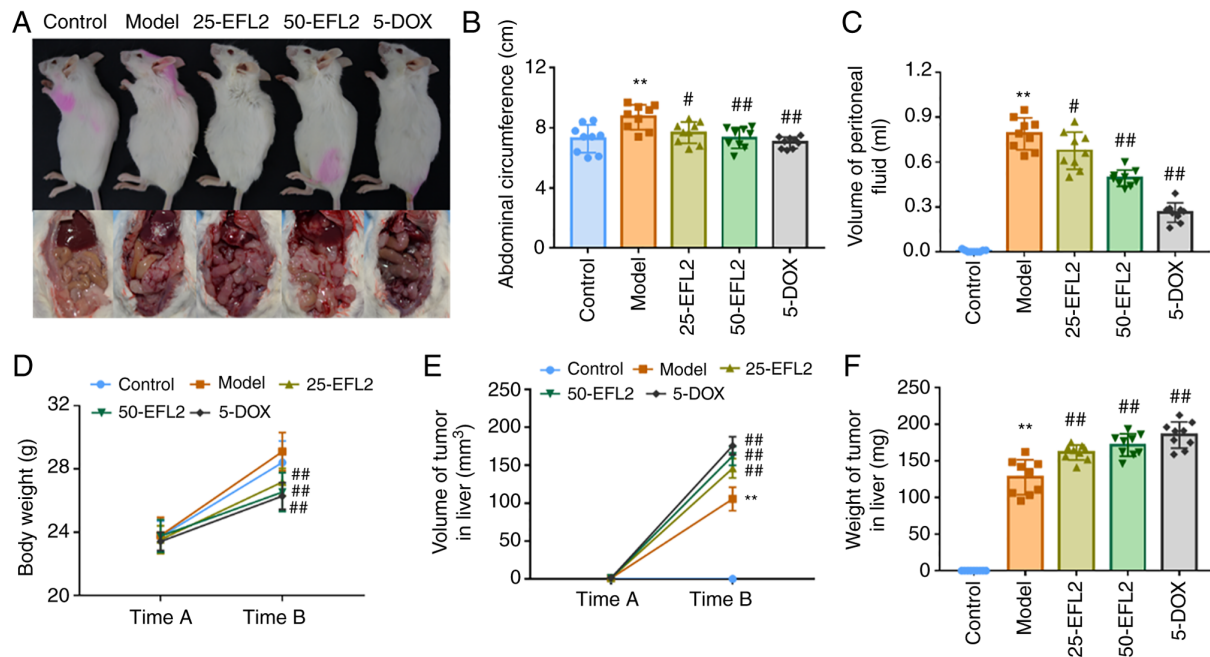 A
Control Model 25-EFL2 50-EFL2 5-DOX
B
Abdominal circumference (cm)
12
8
4
0
**
#
##
##
Control
Model
25-EFL2
50-EFL2
5-DOX
C
Volume of peritoneal
fluid (ml)
1.2
0.9
0.6
0.3
0.0
**
#
##
##
Control
Model
25-EFL2
50-EFL2
5-DOX
D
Control Model 25-EFL2
50-EFL2 5-DOX
Body weight (g)
32
28
24
20
##
##
##
Time A Time B
E
Control Model 25-EFL2
50-EFL2 5-DOX
Volume of tumor
in liver (mm³)
250
200
150
100
50
0
##
##
##
**
Time A Time B
F
Weight of tumor
in liver (mg)
250
200
150
100
50
0
**
##
##
##
Control
Model
25-EFL2
50-EFL2
5-DOX